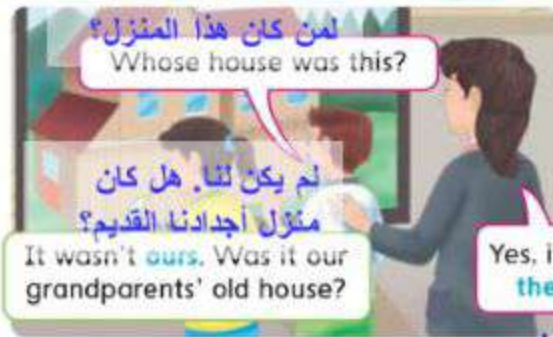 لمن كان هذا المنزل؟
Whose house was this?
لم يكن لنا. هل كان
منزل أجدادنا القديم؟
It wasn't ours. Was it our
grandparents' old house?
Yes, i
the